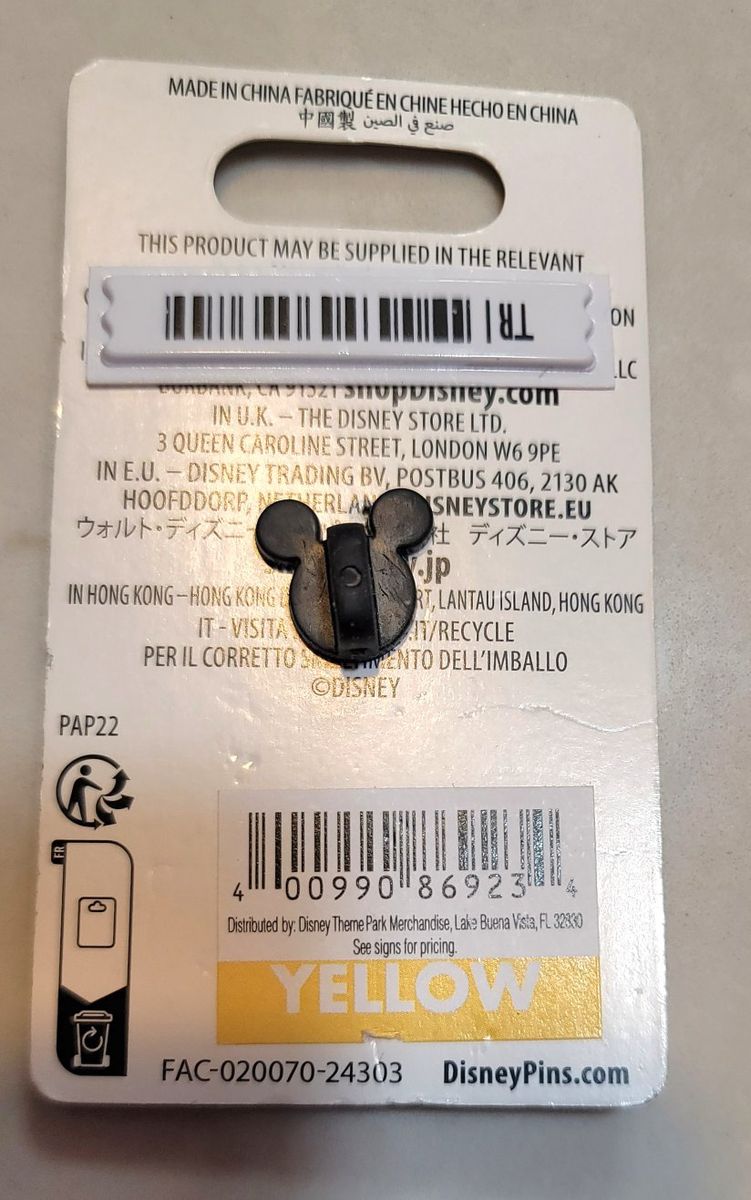 MADE IN CHINA FABRIQUÉ EN CHINE HECHO EN CHINA
中國製 صنع في الصين
THIS PRODUCT MAY BE SUPPLIED IN THE RELEVANT
TR
BURBANK, CA 91521 shopDisney.com
IN U.K. – THE DISNEY STORE LTD.
3 QUEEN CAROLINE STREET, LONDON W6 9PE
IN E.U. – DISNEY TRADING BV, POSTBUS 406, 2130 AK
HOOFDDORP, DISNEYSTORE.EU
ウォルト・ディズニー 社 ディズニー・ストア
.jp
IN HONG KONG – HONG KONG LANTAU ISLAND, HONG KONG
IT - VISITA /RECYCLE
PER IL CORRETTO DELL'IMBALLO
©DISNEY
PAP22
FR
4 00990 86923 4
Distributed by: Disney Theme Park Merchandise, Lake Buena Vista, FL 32830
See signs for pricing.
YELLOW
FAC-020070-24303 DisneyPins.com